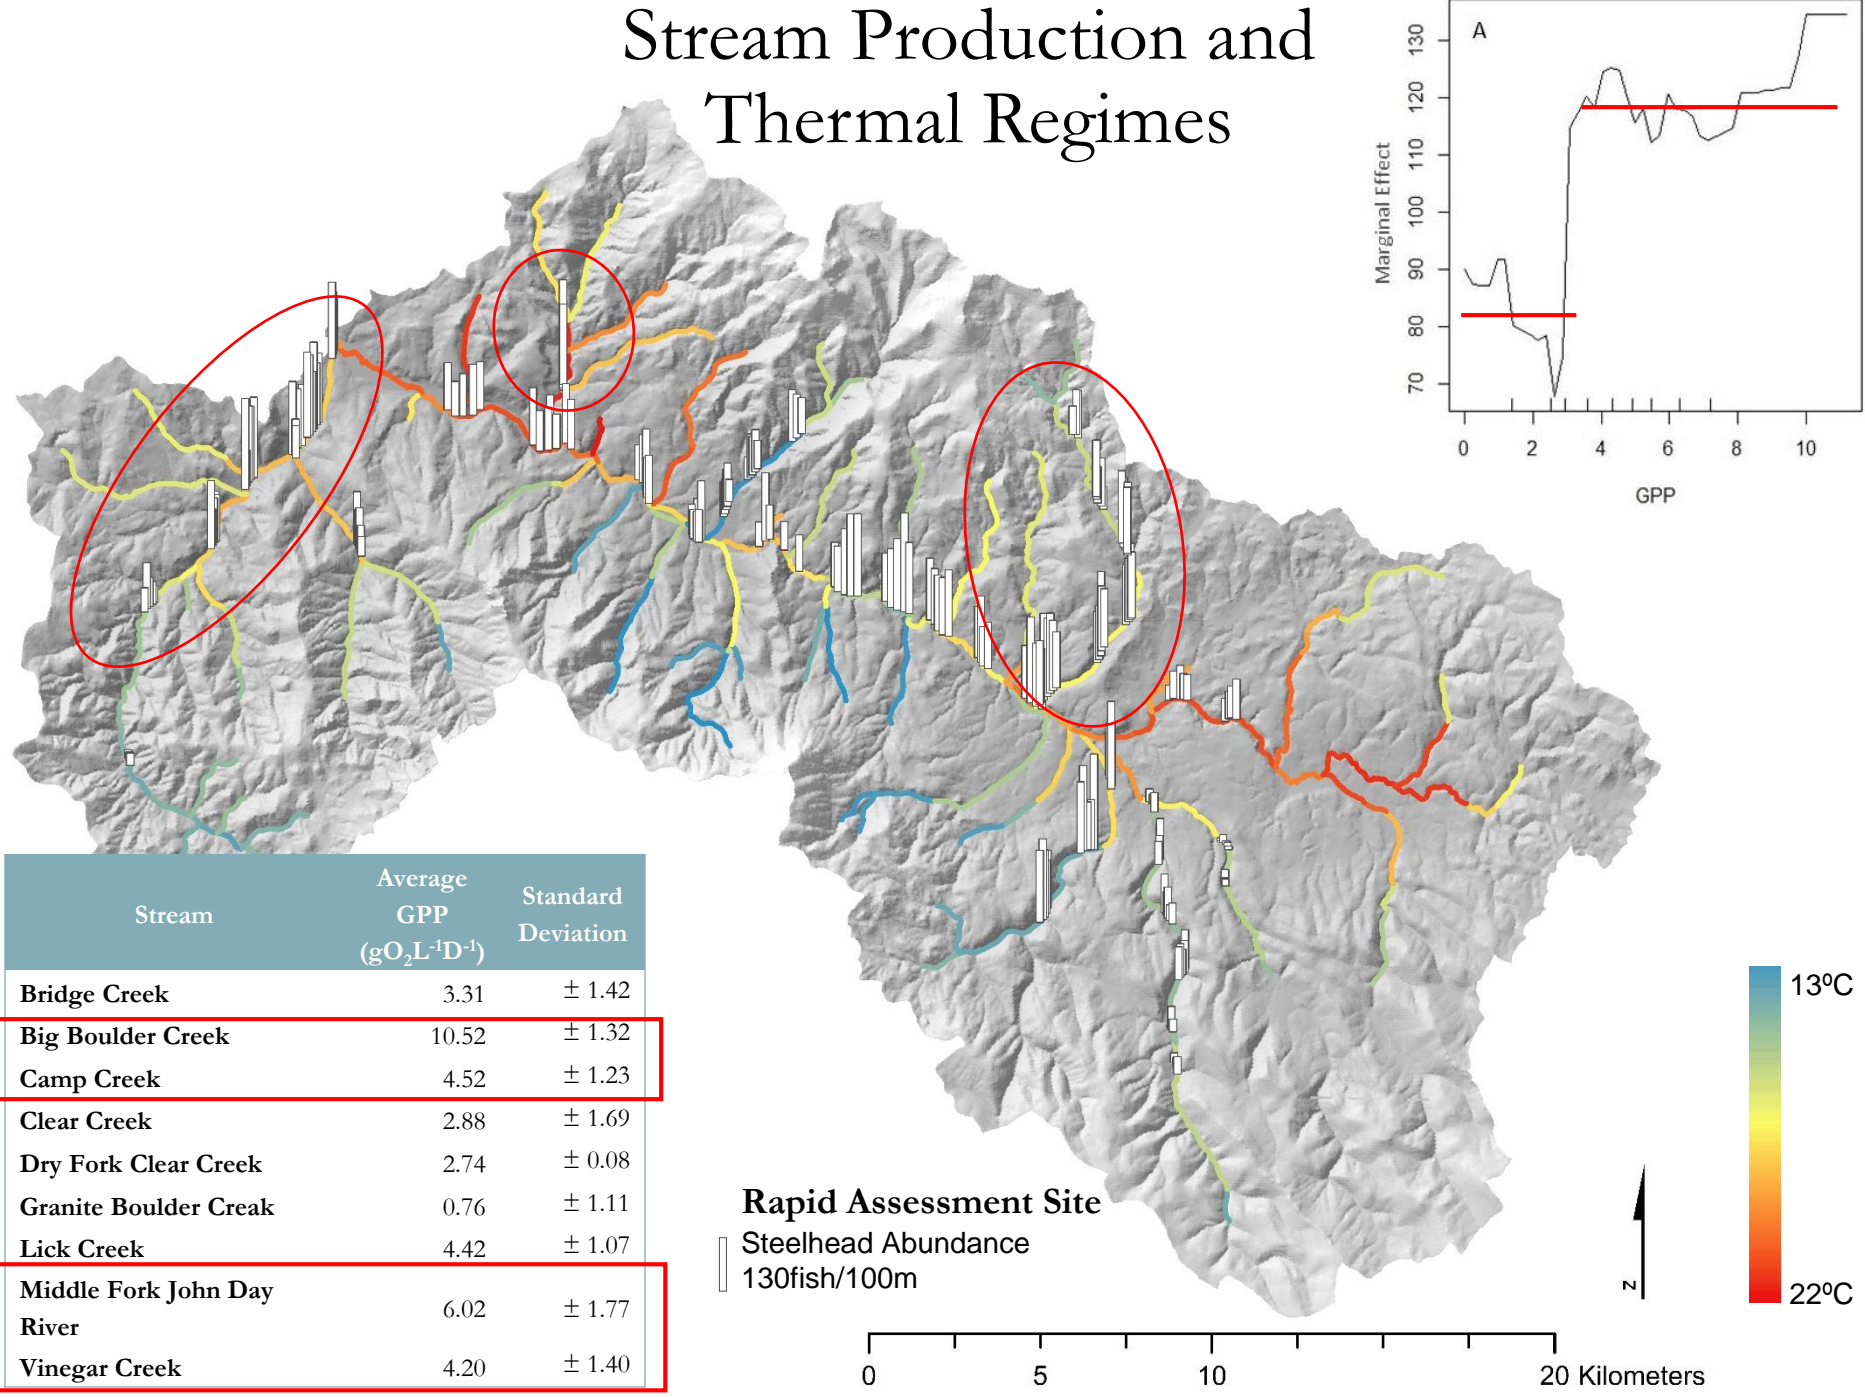 Stream Production and
Thermal Regimes
A
Marginal Effect
130
120
110
100
90
80
70
0 2 4 6 8 10
GPP
Stream Average GPP (gO₂L⁻¹D⁻¹) Standard Deviation
Bridge Creek 3.31 ± 1.42
Big Boulder Creek 10.52 ± 1.32
Camp Creek 4.52 ± 1.23
Clear Creek 2.88 ± 1.69
Dry Fork Clear Creek 2.74 ± 0.08
Granite Boulder Creak 0.76 ± 1.11
Lick Creek 4.42 ± 1.07
Middle Fork John Day River 6.02 ± 1.77
Vinegar Creek 4.20 ± 1.40
Rapid Assessment Site
Steelhead Abundance
130fish/100m
0 5 10 20 Kilometers
N
13ºC
22ºC